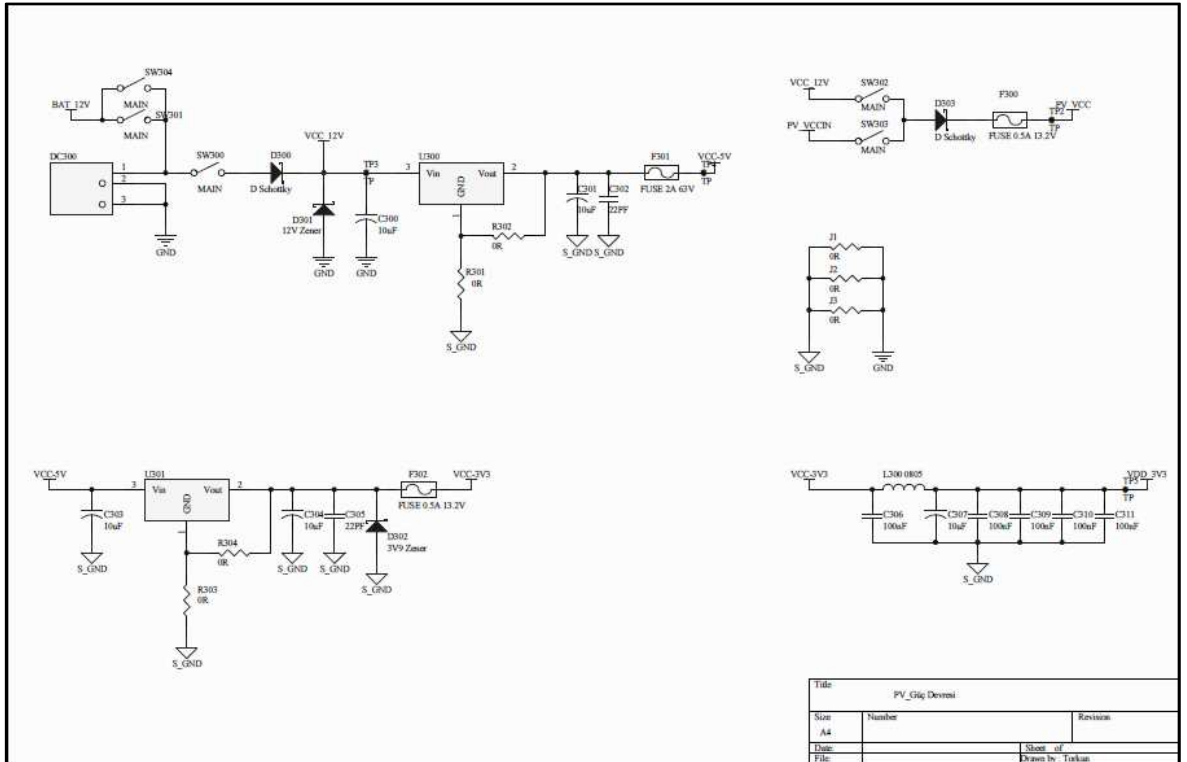 SW304
BAT_12V
MAIN
SW301
MAIN
DC300
1
2
3
GND
SW300
MAIN
D300
D Schottky
VCC_12V
D301
12V Zener
GND
TP3
TP
C300
10uF
GND
U300
3
Vin
Vout
2
GND
1
R302
0R
R301
0R
S_GND
C301
10uF
C302
22PF
S_GND
S_GND
F301
FUSE 2A 63V
VCC-5V
TP4
TP
VCC_12V
SW302
MAIN
PV_VCCIN
SW303
MAIN
D303
D Schottky
F300
FUSE 0.5A 13.2V
PV_VCC
TP2
TP
J1
0R
J2
0R
J3
0R
S_GND
GND
VCC-5V
C303
10uF
S_GND
U301
3
Vin
Vout
2
GND
1
R304
0R
R303
0R
S_GND
C304
10uF
S_GND
C305
22PF
S_GND
D302
3V9 Zener
S_GND
F302
FUSE 0.5A 13.2V
VCC-3V3
VCC-3V3
L300 0805
VDD_3V3
TP5
TP
C306
100nF
C307
10uF
C308
100nF
C309
100nF
C310
100nF
C311
100nF
S_GND
Title
PV_Güç Devresi
Size
Number
Revision
A4
Date:
Sheet of
File:
Drawn by : Torkun